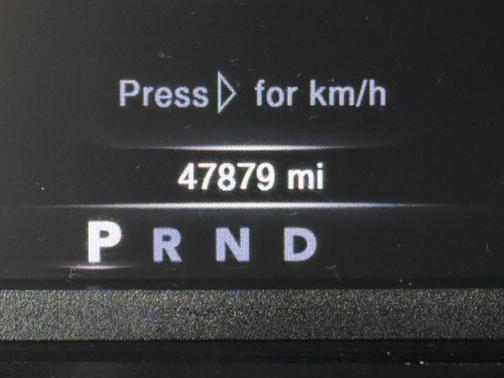 Press ▷ for km/h
47879 mi
P R N D